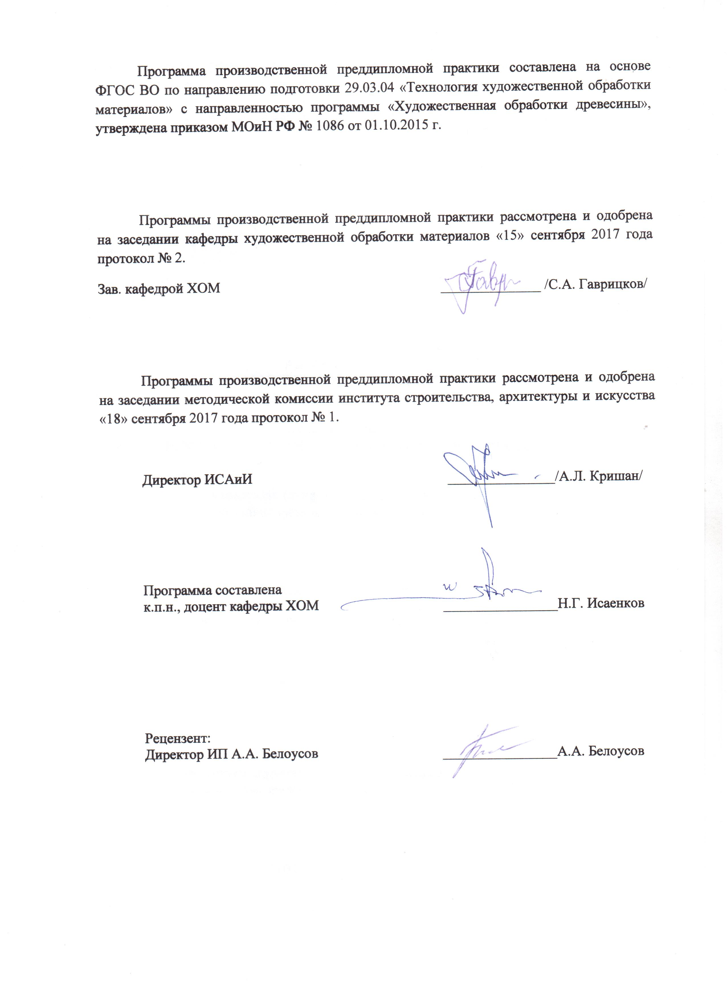 Программа производственной преддипломной практики составлена на основе
ФГОС ВО по направлению подготовки 29.03.04 «Технология художественной обработки
материалов» с направленностью программы «Художественная обработки древесины»,
утверждена приказом МОиН РФ № 1086 от 01.10.2015 г.
Программы производственной преддипломной практики рассмотрена и одобрена
на заседании кафедры художественной обработки материалов «15» сентября 2017 года
протокол № 2.
Зав. кафедрой ХОМ /С.А. Гаврицков/
Программы производственной преддипломной практики рассмотрена и одобрена
на заседании методической комиссии института строительства, архитектуры и искусства
«18» сентября 2017 года протокол № 1.
Директор ИСАиИ /А.Л. Кришан/
Программа составлена
к.п.н., доцент кафедры ХОМ Н.Г. Исаенков
Рецензент:
Директор ИП А.А. Белоусов А.А. Белоусов